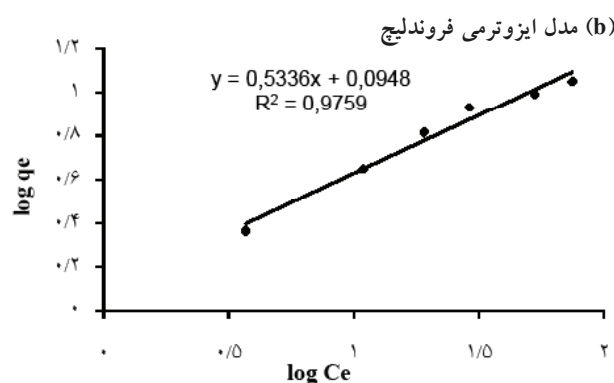 (b) مدل ایزوترمی فروندلیچ
y = 0,5336x + 0,0948
R² = 0,9759
log qe
۱/۲
۱
۰/۸
۰/۶
۰/۴
۰/۲
۰
۰ ۰/۵ ۱ ۱/۵ ۲
log Ce